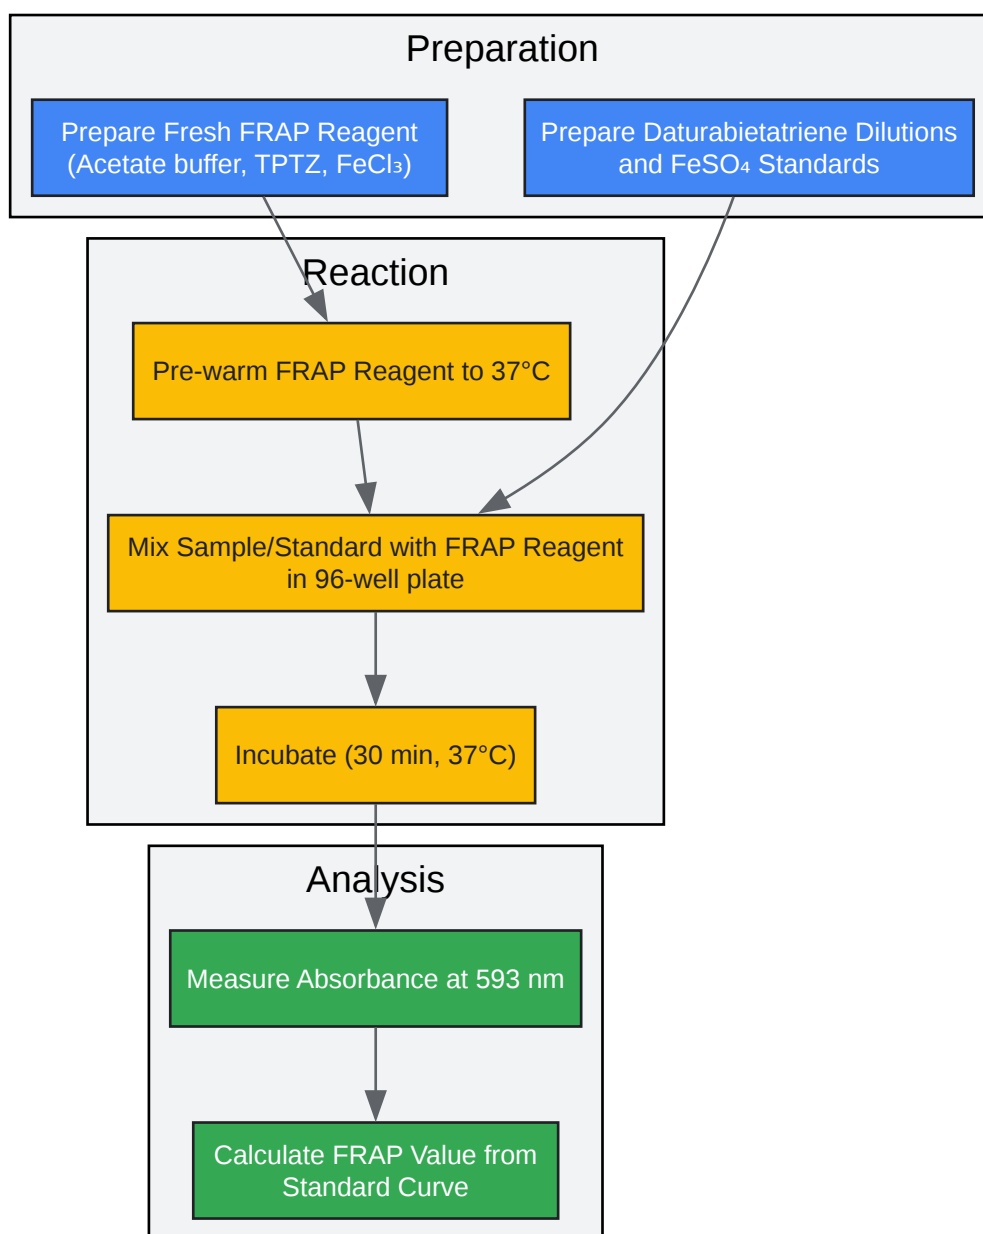 Preparation
Prepare Fresh FRAP Reagent
(Acetate buffer, TPTZ, FeCl₃)
Prepare Daturabietatriene Dilutions
and FeSO₄ Standards
Reaction
Pre-warm FRAP Reagent to 37°C
Mix Sample/Standard with FRAP Reagent
in 96-well plate
Incubate (30 min, 37°C)
Analysis
Measure Absorbance at 593 nm
Calculate FRAP Value from
Standard Curve